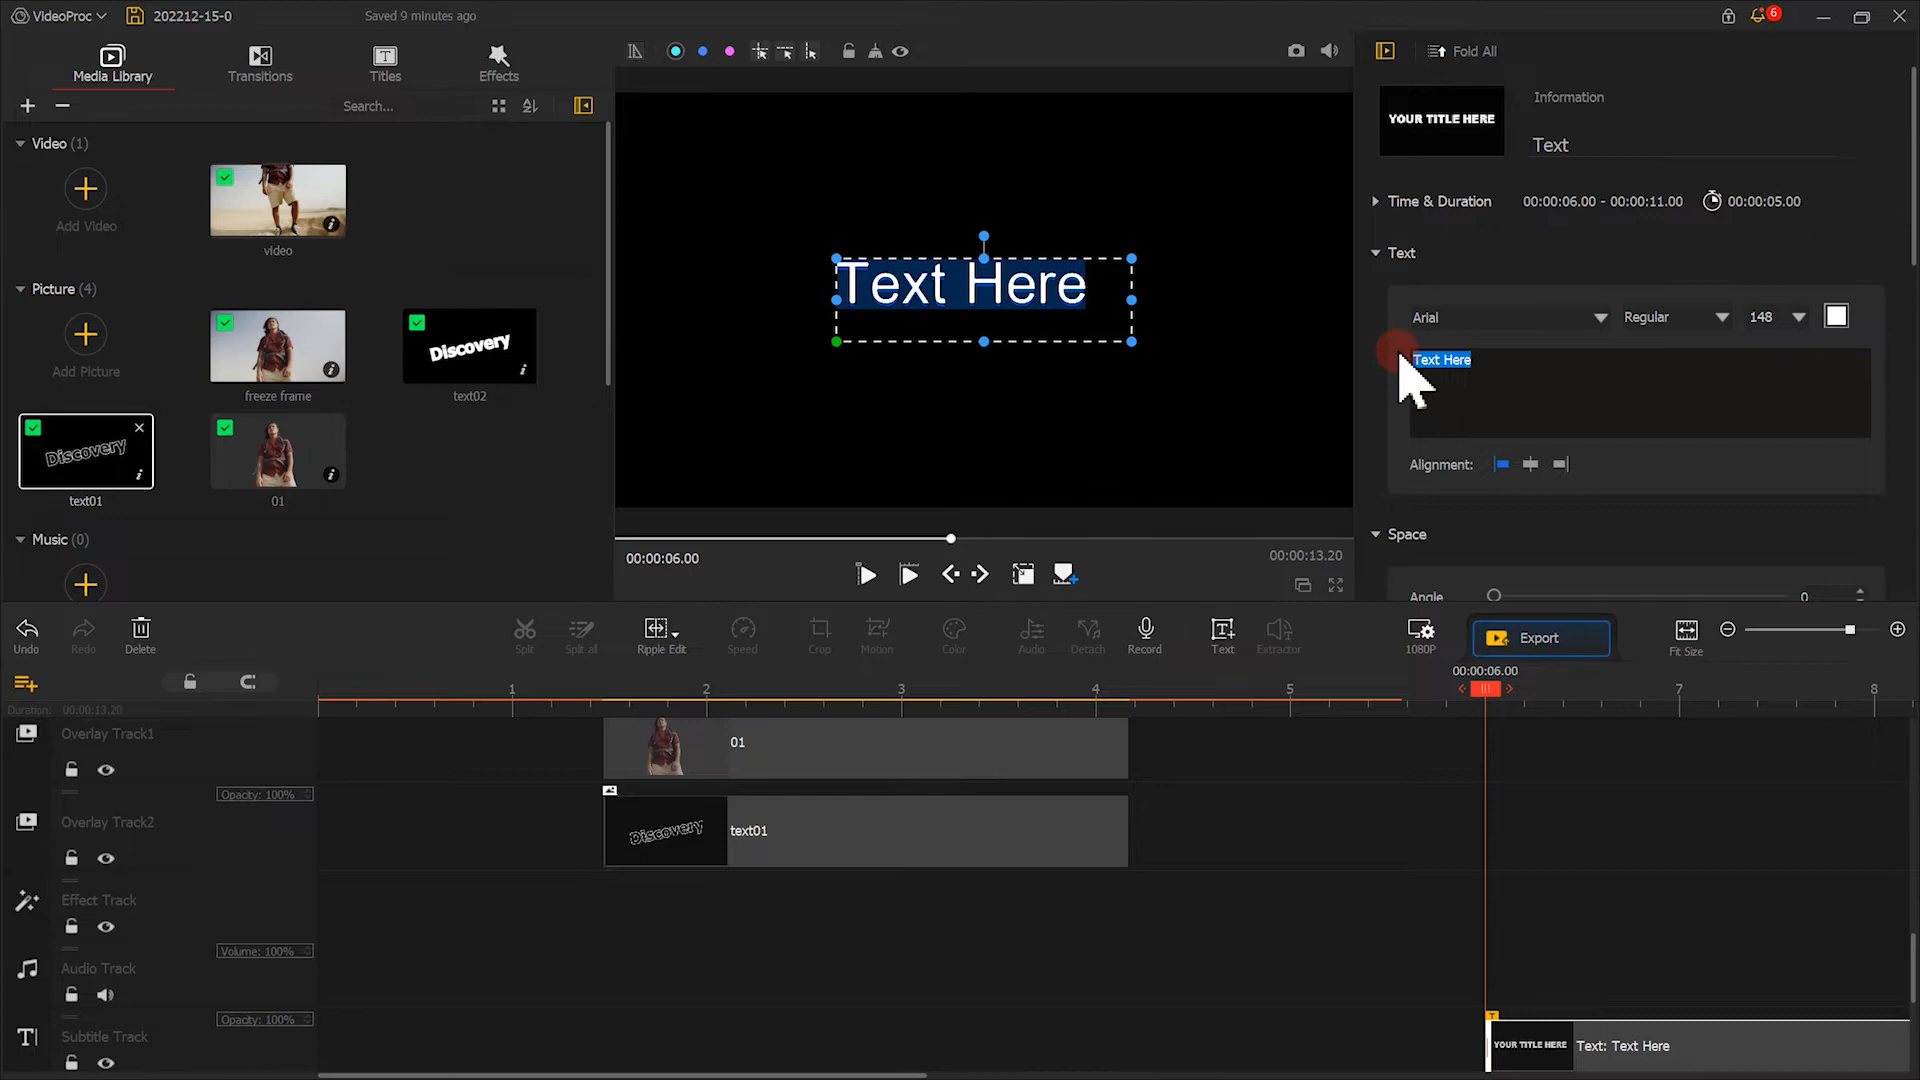 VideoProc
202212-15-0
Saved 9 minutes ago
Media Library
Transitions
Titles
Effects
Search...
Video (1)
Add Video
video
Picture (4)
Add Picture
freeze frame
Discovery
text02
Discovery
text01
01
Music (0)
Text Here
00:00:06.00
00:00:13.20
Fold All
YOUR TITLE HERE
Information
Text
Time & Duration
00:00:06.00 - 00:00:11.00
00:00:05.00
Text
Arial
Regular
148
Text Here
Alignment:
Space
Angle
0
6
Undo
Redo
Delete
Split
Split all
Ripple Edit
Speed
Crop
Motion
Color
Audio
Detach
Record
Text
Extractor
1080P
Export
Fit Size
00:00:06.00
1
2
3
4
5
7
8
Duration:
00:00:13.20
Overlay Track1
01
Opacity: 100%
Overlay Track2
Discovery
text01
Effect Track
Volume: 100%
Audio Track
Opacity: 100%
Subtitle Track
YOUR TITLE HERE
Text: Text Here